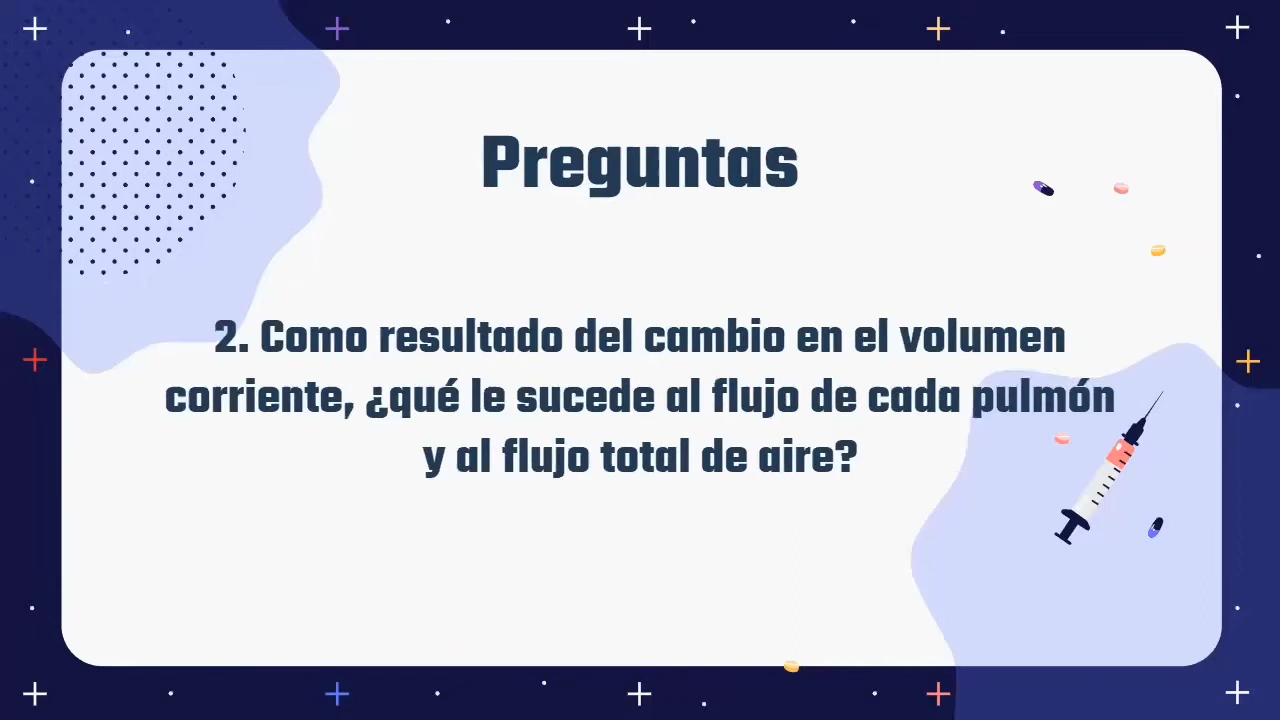 Preguntas
2. Como resultado del cambio en el volumen
corriente, ¿qué le sucede al flujo de cada pulmón
y al flujo total de aire?